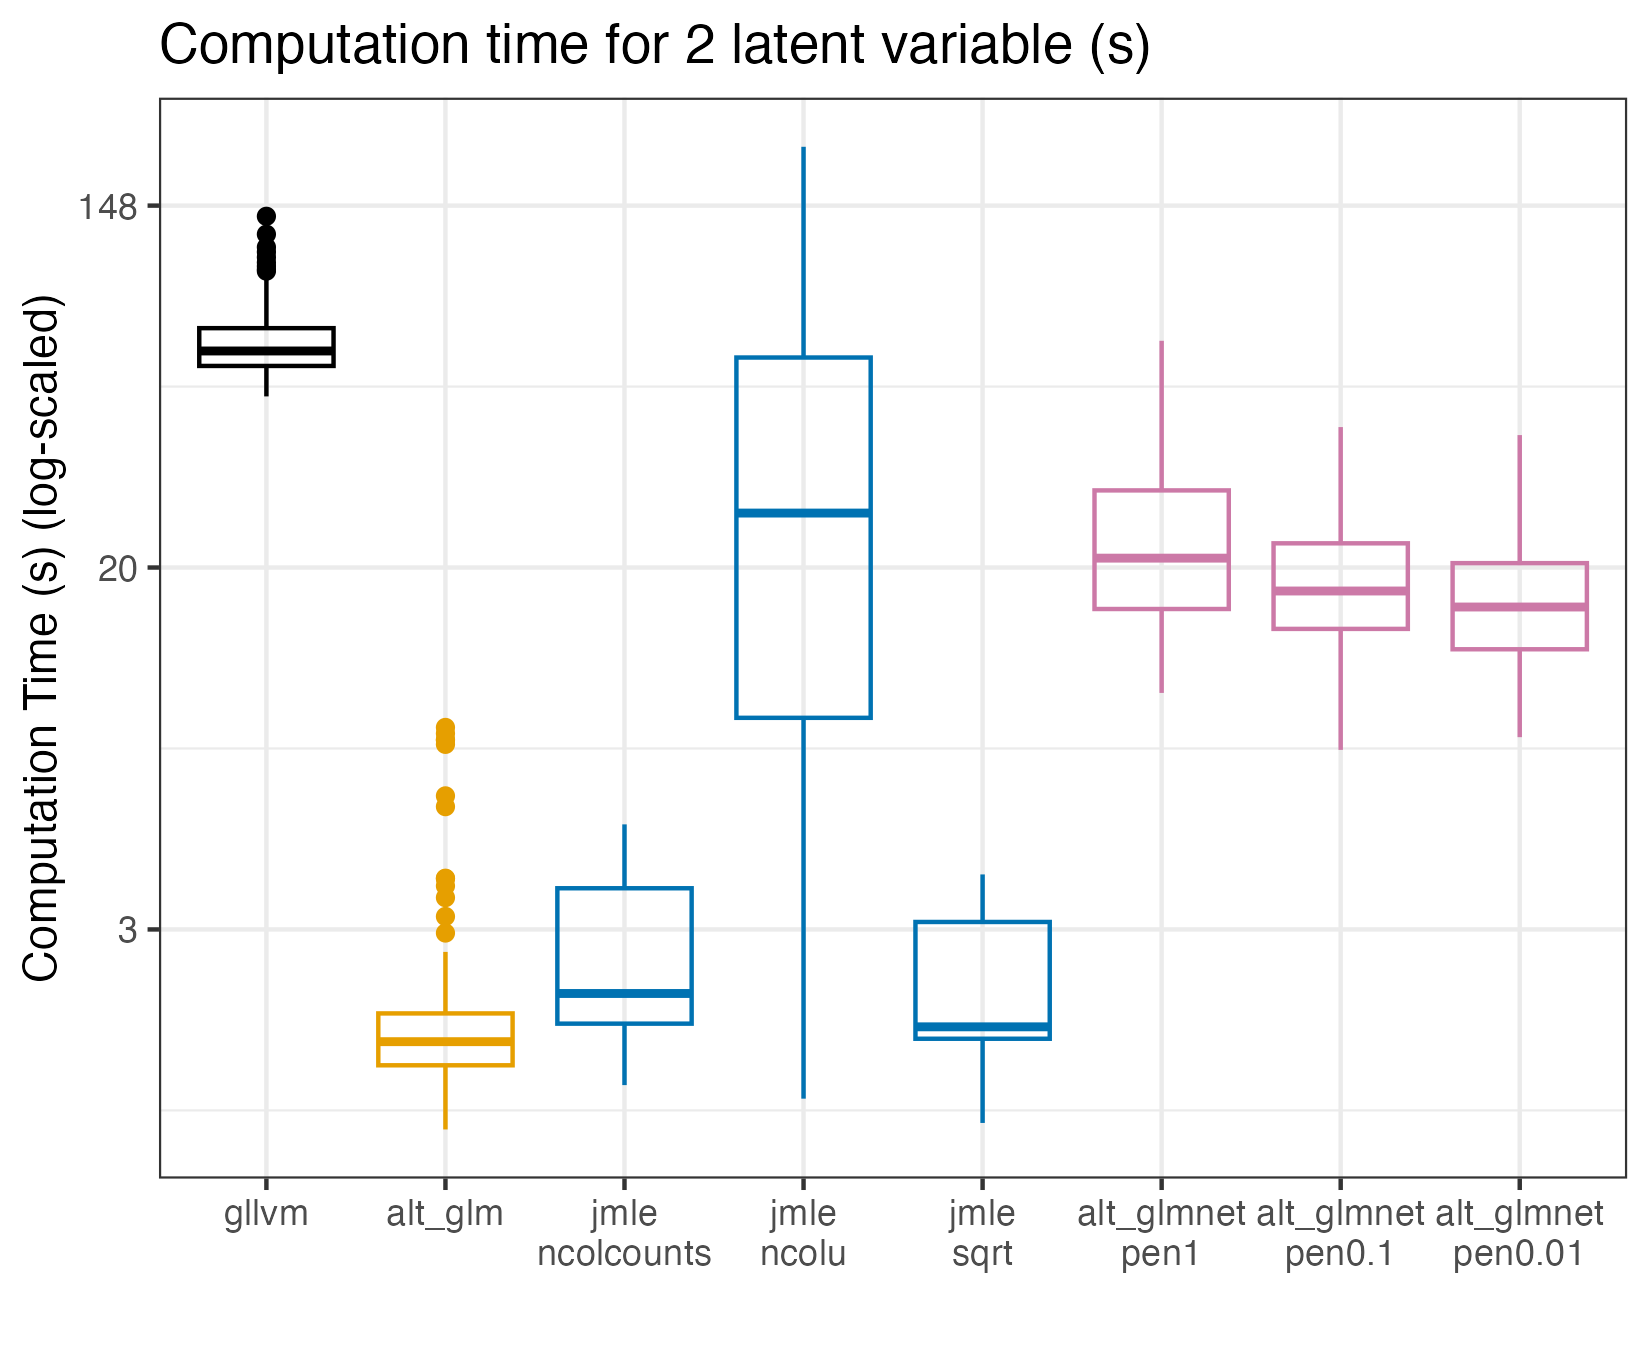 Computation time for 2 latent variable (s)
Computation Time (s) (log-scaled)
148
20
3
gllvm
alt_glm
jmle
ncolcounts
jmle
ncolu
jmle
sqrt
alt_glmnet
pen1
alt_glmnet
pen0.1
alt_glmnet
pen0.01